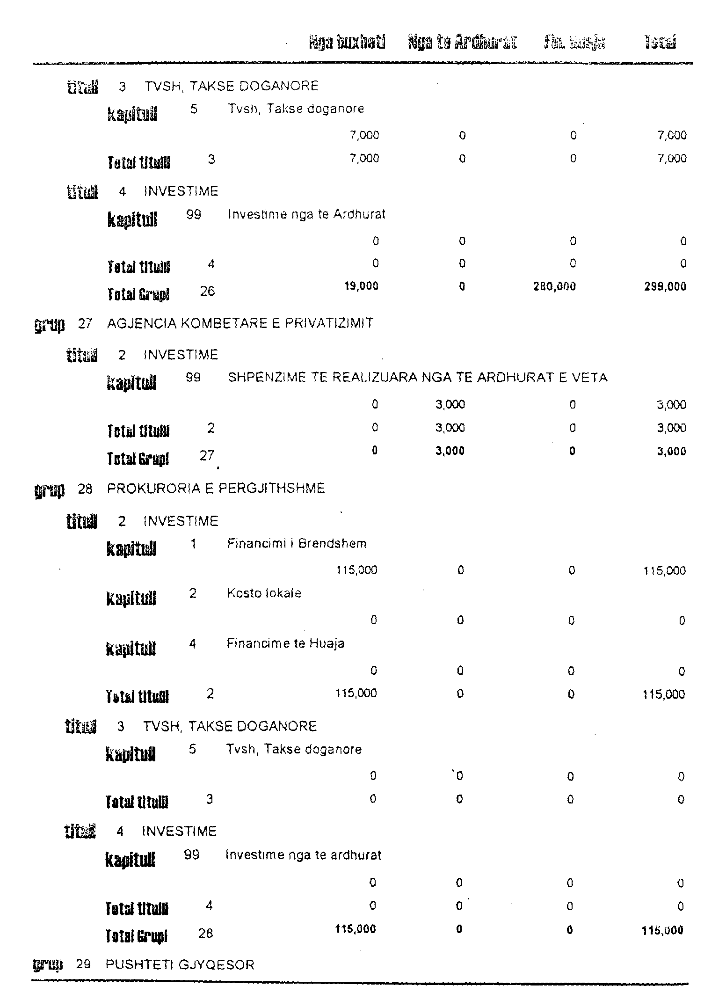 Nga buxheti Nga te Ardhurat Fin. huaja Total
titull 3 TVSH, TAKSE DOGANORE
kapitull 5 Tvsh, Takse doganore
7,000 0 0 7,000
Total titulli 3 7,000 0 0 7,000
titull 4 INVESTIME
kapitull 99 Investime nga te Ardhurat
0 0 0 0
Total titulli 4 0 0 0 0
Total Grupi 26 19,000 0 280,000 299,000
grup 27 AGJENCIA KOMBETARE E PRIVATIZIMIT
titull 2 INVESTIME
kapitull 99 SHPENZIME TE REALIZUARA NGA TE ARDHURAT E VETA
0 3,000 0 3,000
Total titulli 2 0 3,000 0 3,000
Total Grupi 27 0 3,000 0 3,000
grup 28 PROKURORIA E PERGJITHSHME
titull 2 INVESTIME
kapitull 1 Financimi i Brendshem
115,000 0 0 115,000
kapitull 2 Kosto lokale
0 0 0 0
kapitull 4 Financime te Huaja
0 0 0 0
Total titulli 2 115,000 0 0 115,000
titull 3 TVSH, TAKSE DOGANORE
kapitull 5 Tvsh, Takse doganore
0 0 0 0
Total titulli 3 0 0 0 0
titull 4 INVESTIME
kapitull 99 Investime nga te ardhurat
0 0 0 0
Total titulli 4 0 0 0 0
Total Grupi 28 115,000 0 0 115,000
grup 29 PUSHTETI GJYQESOR